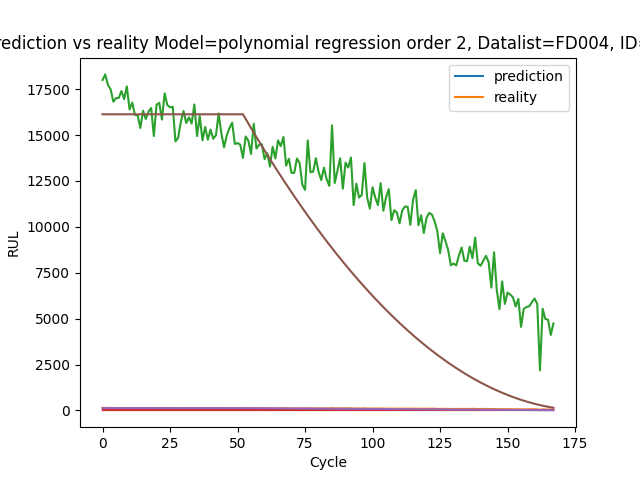 rediction vs reality Model=polynomial regression order 2, Datalist=FD004, ID=
prediction
reality
17500
15000
12500
10000
7500
5000
2500
0
RUL
0 25 50 75 100 125 150 175
Cycle